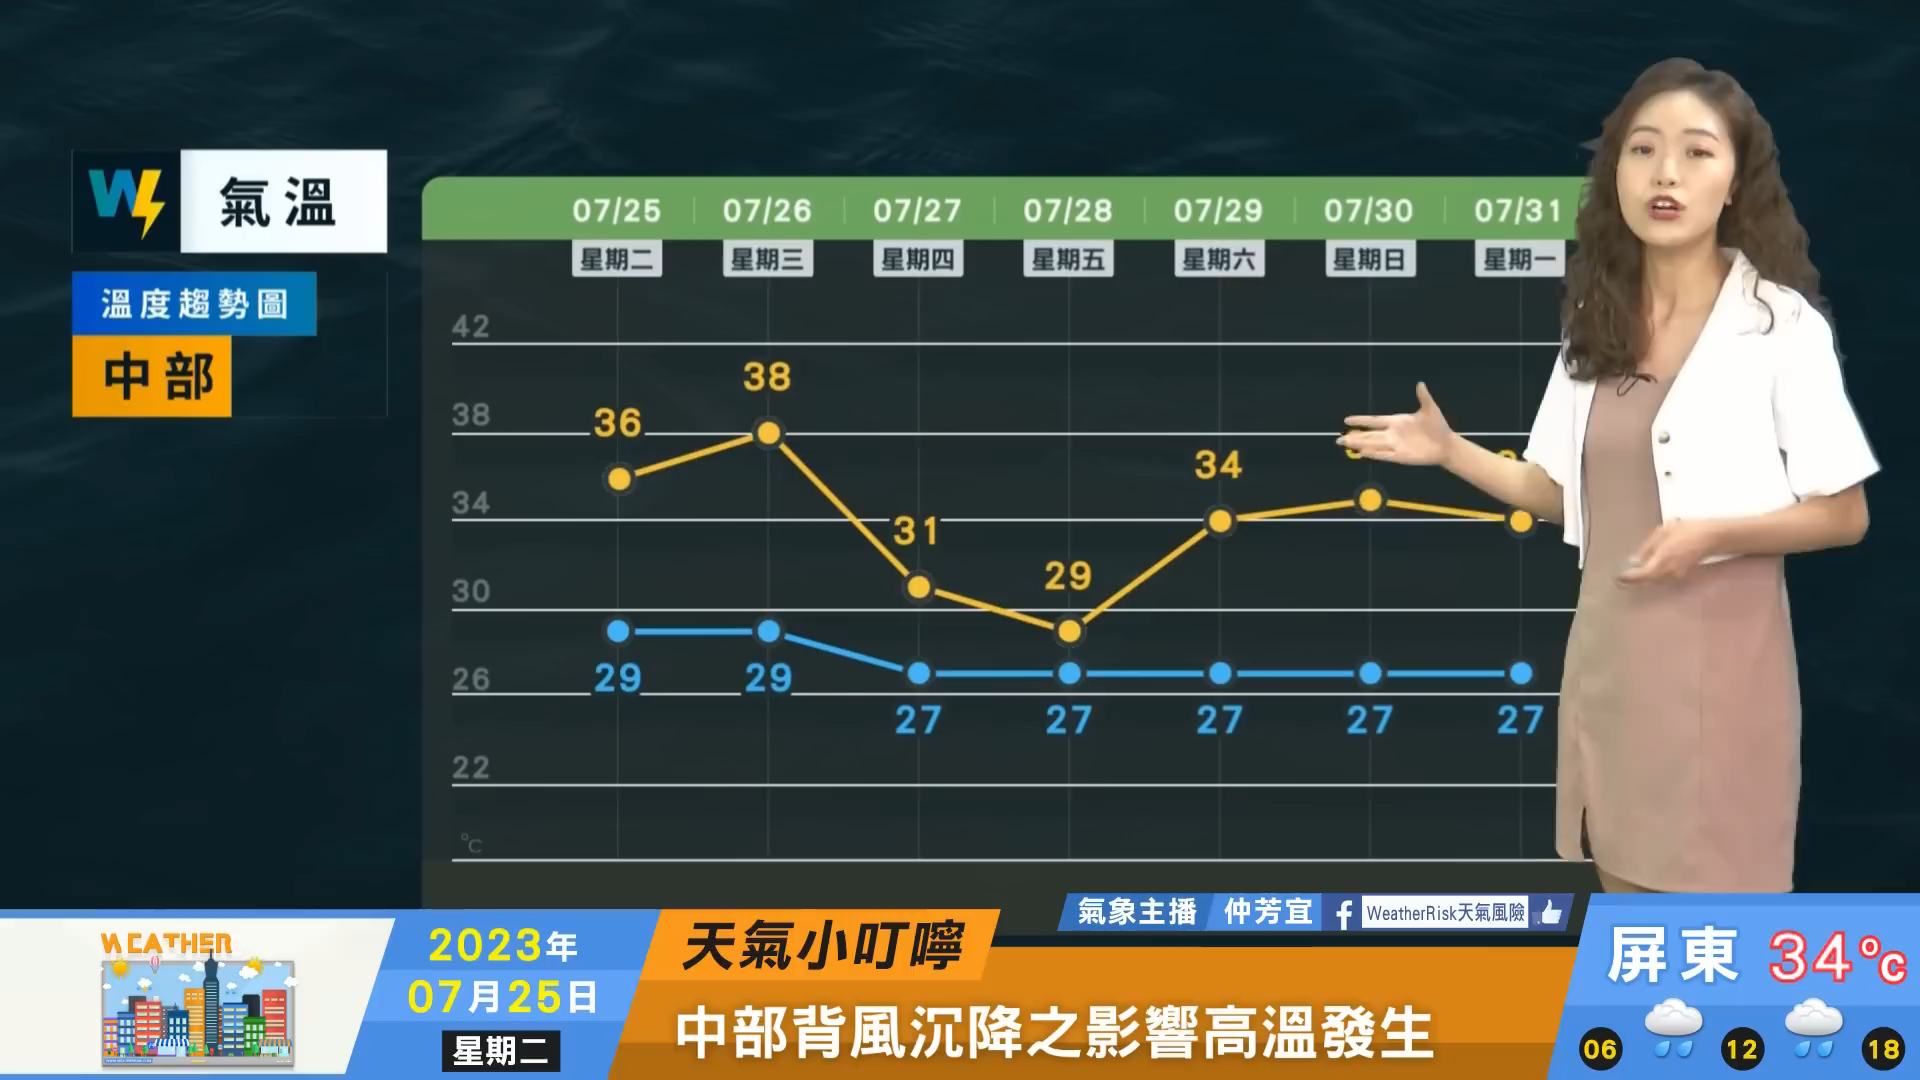 氣溫
溫度趨勢圖
中部
07/25 07/26 07/27 07/28 07/29 07/30 07/31
星期二 星期三 星期四 星期五 星期六 星期日 星期一
42
38
34
30
26
22
°C
36 38 31 29 34
29 29 27 27 27 27 27
氣象主播 仲芳宜 WeatherRisk天氣風險
WEATHER
2023年
07月25日
星期二
天氣小叮嚀
中部背風沉降之影響高溫發生
屏東 34°C
06 12 18